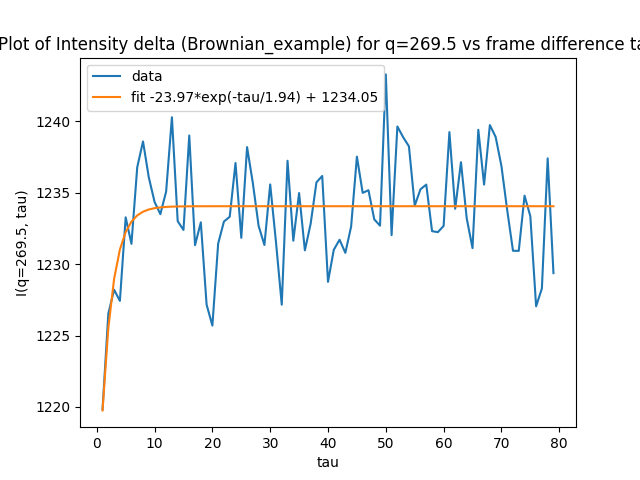 Plot of Intensity delta (Brownian_example) for q=269.5 vs frame difference
data
fit -23.97*exp(-tau/1.94) + 1234.05
I(q=269.5, tau)
1240
1235
1230
1225
1220
0 10 20 30 40 50 60 70 80
tau